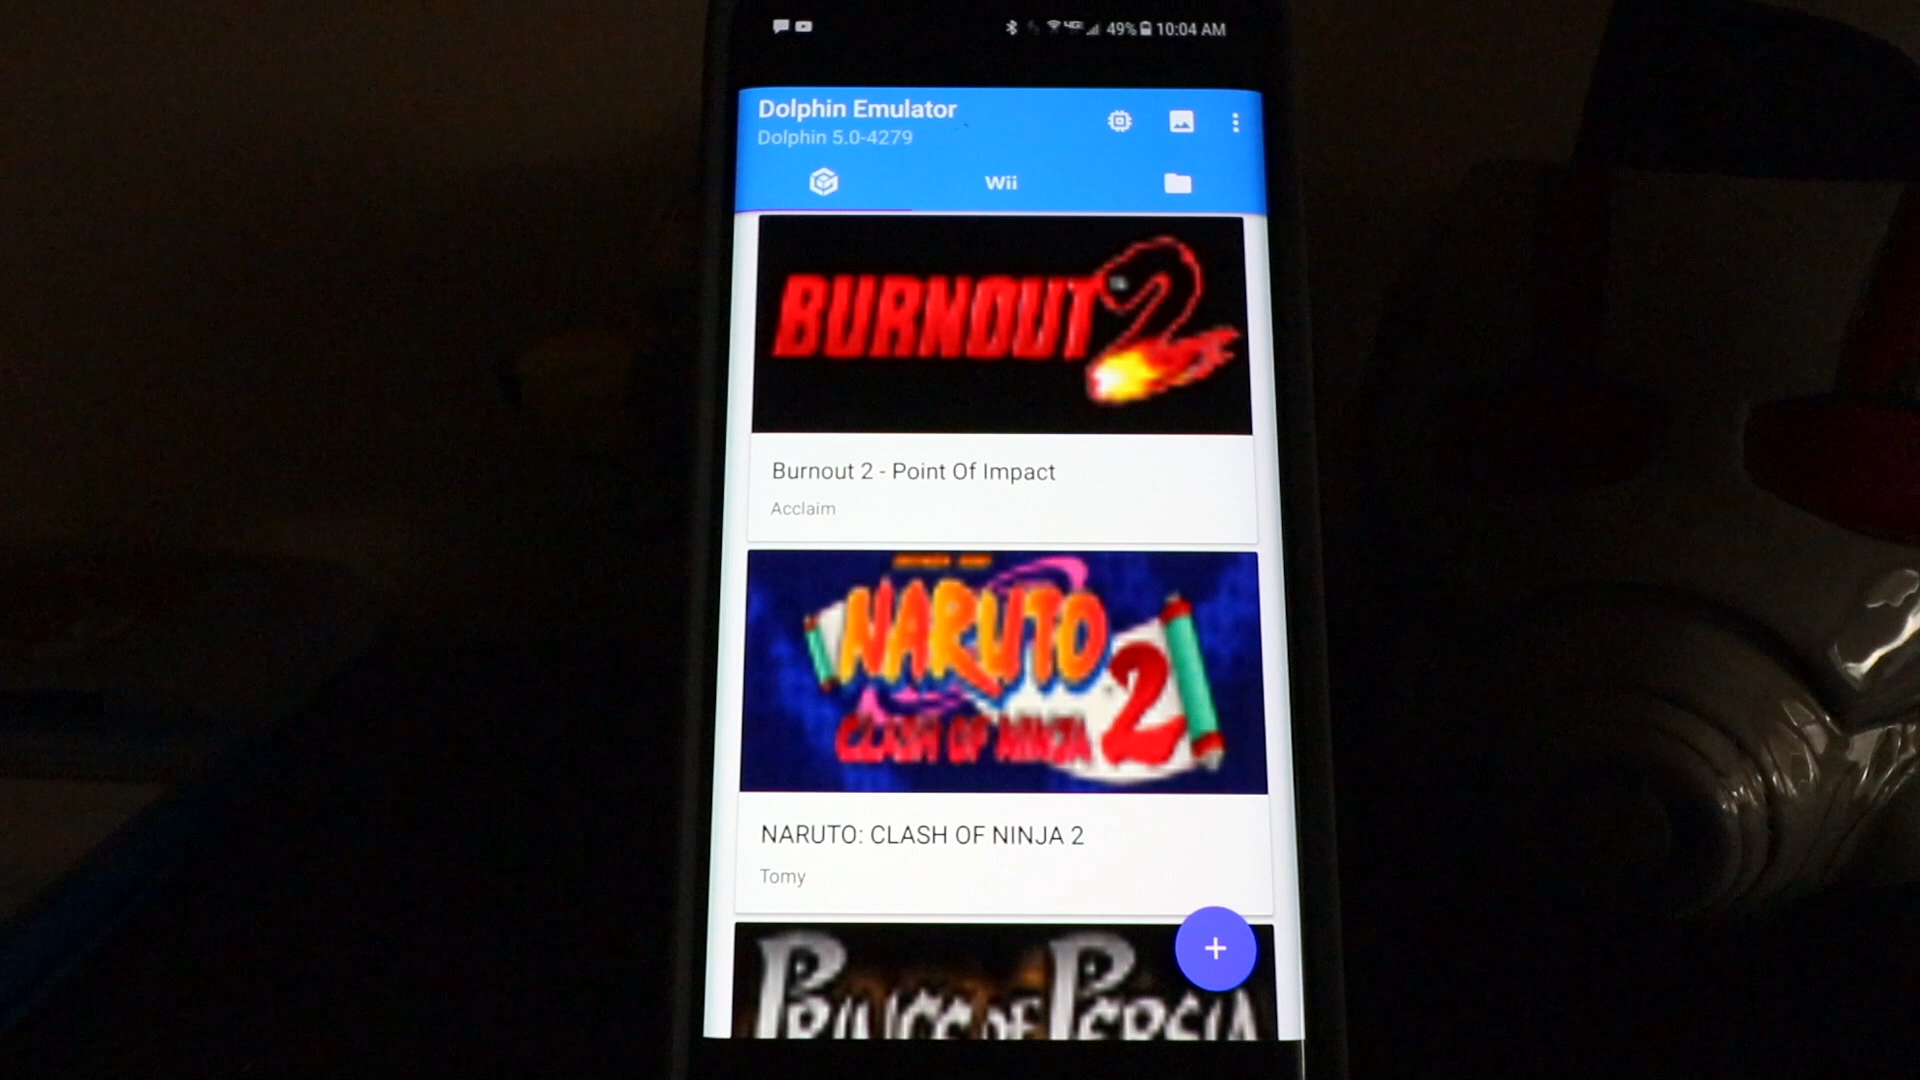 49% 10:04 AM
Dolphin Emulator
Dolphin 5.0-4279
Wii
BURNOUT 2
Burnout 2 - Point Of Impact
Acclaim
NARUTO
CLASH OF NINJA 2
NARUTO: CLASH OF NINJA 2
Tomy
+
PRINCE OF PERSIA